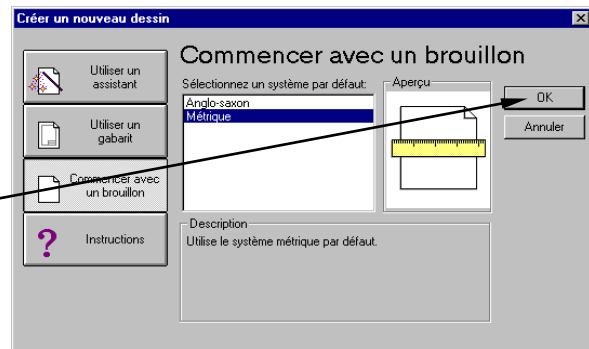 Créer un nouveau dessin
Commencer avec un brouillon
Utiliser un
assistant
Utiliser un
gabarit
Commencer avec
un brouillon
Instructions
Sélectionnez un système par défaut:
Anglo-saxon
Métrique
Aperçu
OK
Annuler
Description
Utilise le système métrique par défaut.